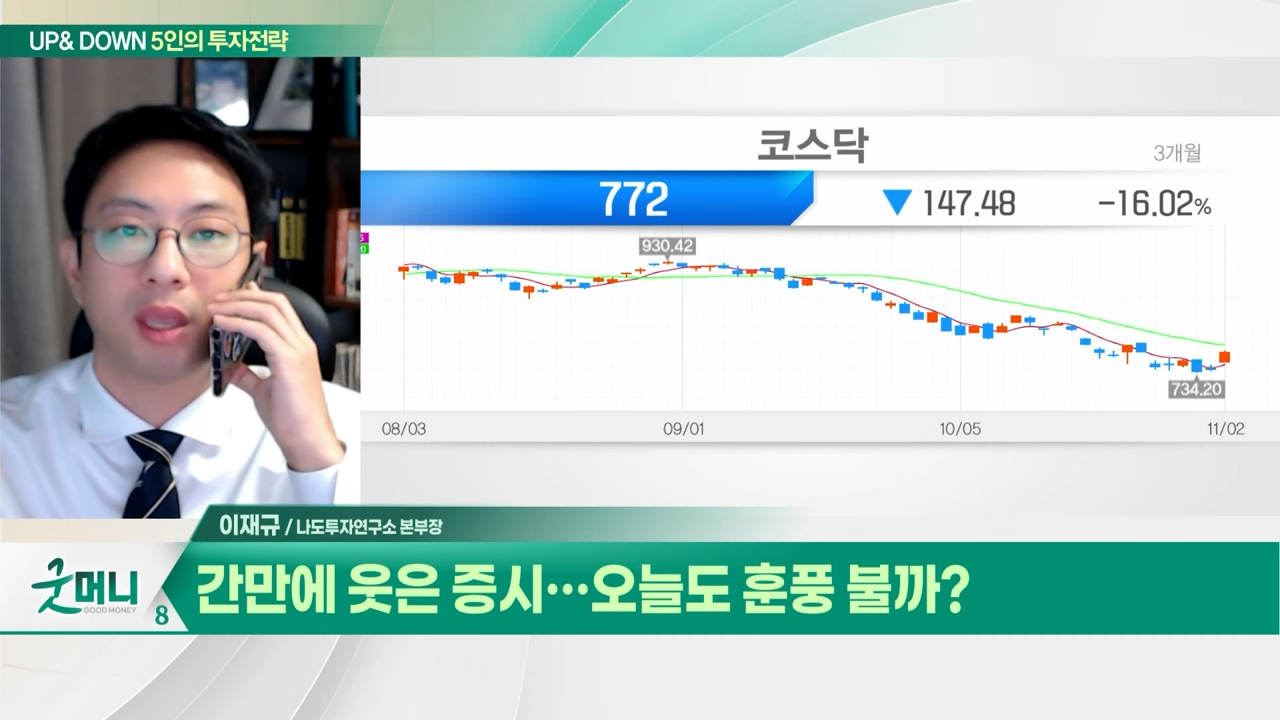 UP& DOWN 5인의 투자전략
코스닥
3개월
772
▼ 147.48
-16.02%
930.42
734.20
08/03
09/01
10/05
11/02
이재규 / 나도투자연구소 본부장
굿머니
GOOD MONEY
8
간만에 웃은 증시…오늘도 훈풍 불까?